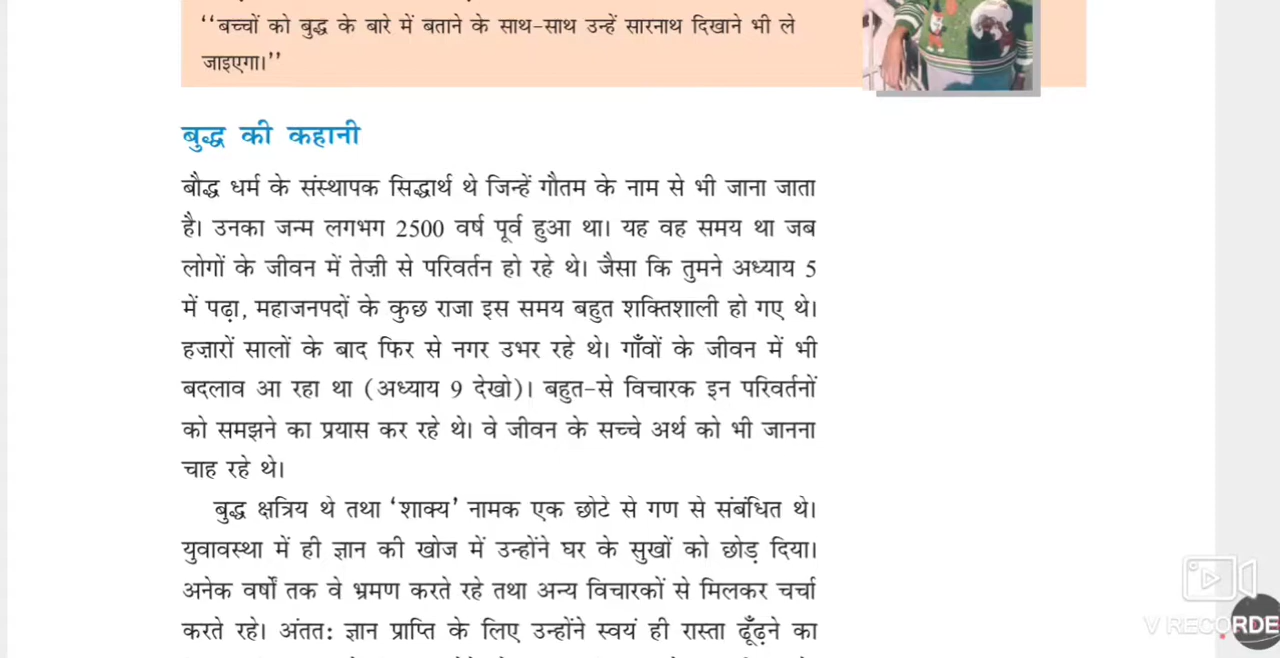 ‘‘बच्चों को बुद्ध के बारे में बताने के साथ-साथ उन्हें सारनाथ दिखाने भी ले
जाइएगा।’’
बुद्ध की कहानी
बौद्ध धर्म के संस्थापक सिद्धार्थ थे जिन्हें गौतम के नाम से भी जाना जाता
है। उनका जन्म लगभग 2500 वर्ष पूर्व हुआ था। यह वह समय था जब
लोगों के जीवन में तेज़ी से परिवर्तन हो रहे थे। जैसा कि तुमने अध्याय 5
में पढ़ा, महाजनपदों के कुछ राजा इस समय बहुत शक्तिशाली हो गए थे।
हज़ारों सालों के बाद फिर से नगर उभर रहे थे। गाँवों के जीवन में भी
बदलाव आ रहा था (अध्याय 9 देखो)। बहुत-से विचारक इन परिवर्तनों
को समझने का प्रयास कर रहे थे। वे जीवन के सच्चे अर्थ को भी जानना
चाह रहे थे।
बुद्ध क्षत्रिय थे तथा ‘शाक्य’ नामक एक छोटे से गण से संबंधित थे।
युवावस्था में ही ज्ञान की खोज में उन्होंने घर के सुखों को छोड़ दिया।
अनेक वर्षों तक वे भ्रमण करते रहे तथा अन्य विचारकों से मिलकर चर्चा
करते रहे। अंतत: ज्ञान प्राप्ति के लिए उन्होंने स्वयं ही रास्ता ढूँढ़ने का
V RECORDE